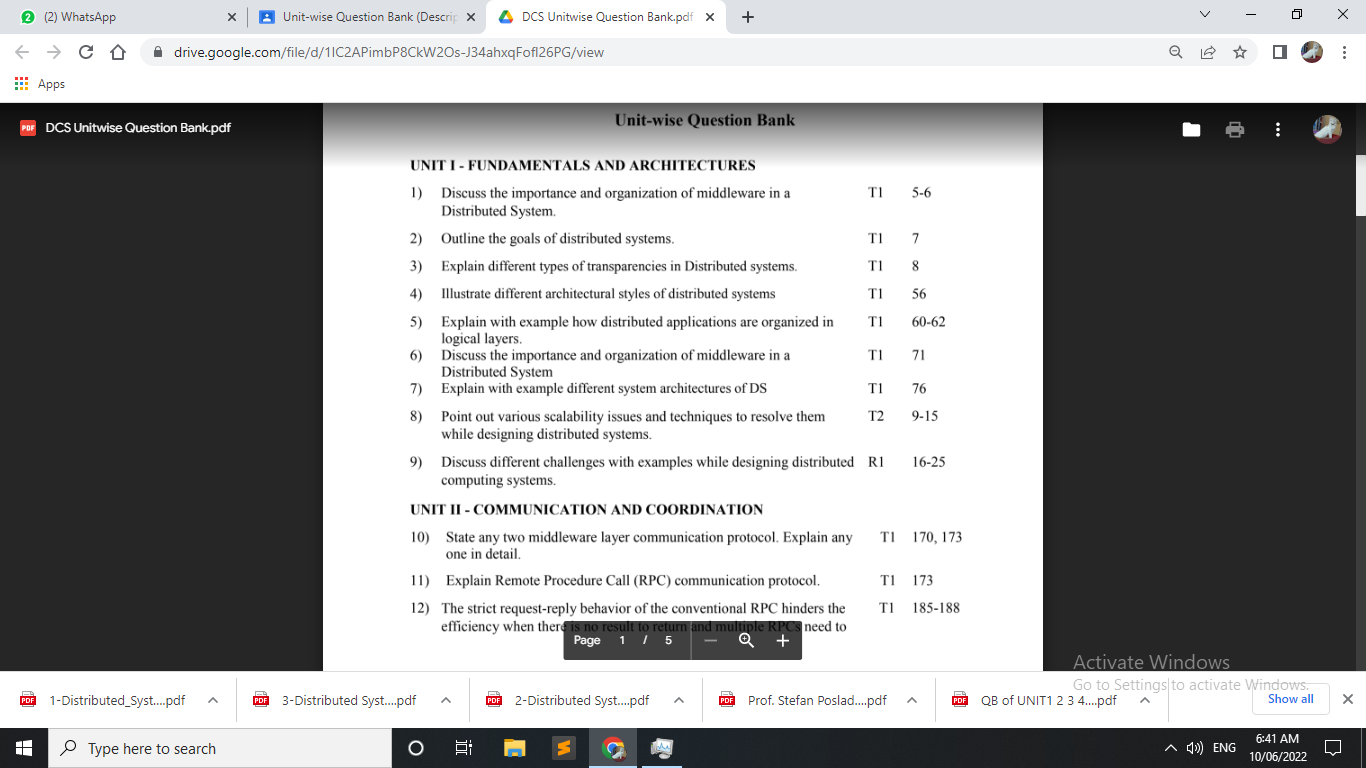 (2) WhatsApp
Unit-wise Question Bank (Descrip
DCS Unitwise Question Bank.pdf
drive.google.com/file/d/1IC2APimbP8CkW2Os-J34ahxqFofl26PG/view
Apps
PDF DCS Unitwise Question Bank.pdf
Unit-wise Question Bank
UNIT I - FUNDAMENTALS AND ARCHITECTURES
1) Discuss the importance and organization of middleware in a T1 5-6
Distributed System.
2) Outline the goals of distributed systems. T1 7
3) Explain different types of transparencies in Distributed systems. T1 8
4) Illustrate different architectural styles of distributed systems T1 56
5) Explain with example how distributed applications are organized in T1 60-62
logical layers.
6) Discuss the importance and organization of middleware in a T1 71
Distributed System
7) Explain with example different system architectures of DS T1 76
8) Point out various scalability issues and techniques to resolve them T2 9-15
while designing distributed systems.
9) Discuss different challenges with examples while designing distributed R1 16-25
computing systems.
UNIT II - COMMUNICATION AND COORDINATION
10) State any two middleware layer communication protocol. Explain any T1 170, 173
one in detail.
11) Explain Remote Procedure Call (RPC) communication protocol. T1 173
12) The strict request-reply behavior of the conventional RPC hinders the T1 185-188
efficiency when there is no result to return and multiple RPCs need to
Page 1 / 5
Activate Windows
Go to Settings to activate Windows.
PDF 1-Distributed_Syst....pdf
PDF 3-Distributed Syst....pdf
PDF 2-Distributed Syst....pdf
PDF Prof. Stefan Poslad....pdf
PDF QB of UNIT1 2 3 4....pdf
Show all
Type here to search
ENG
6:41 AM
10/06/2022